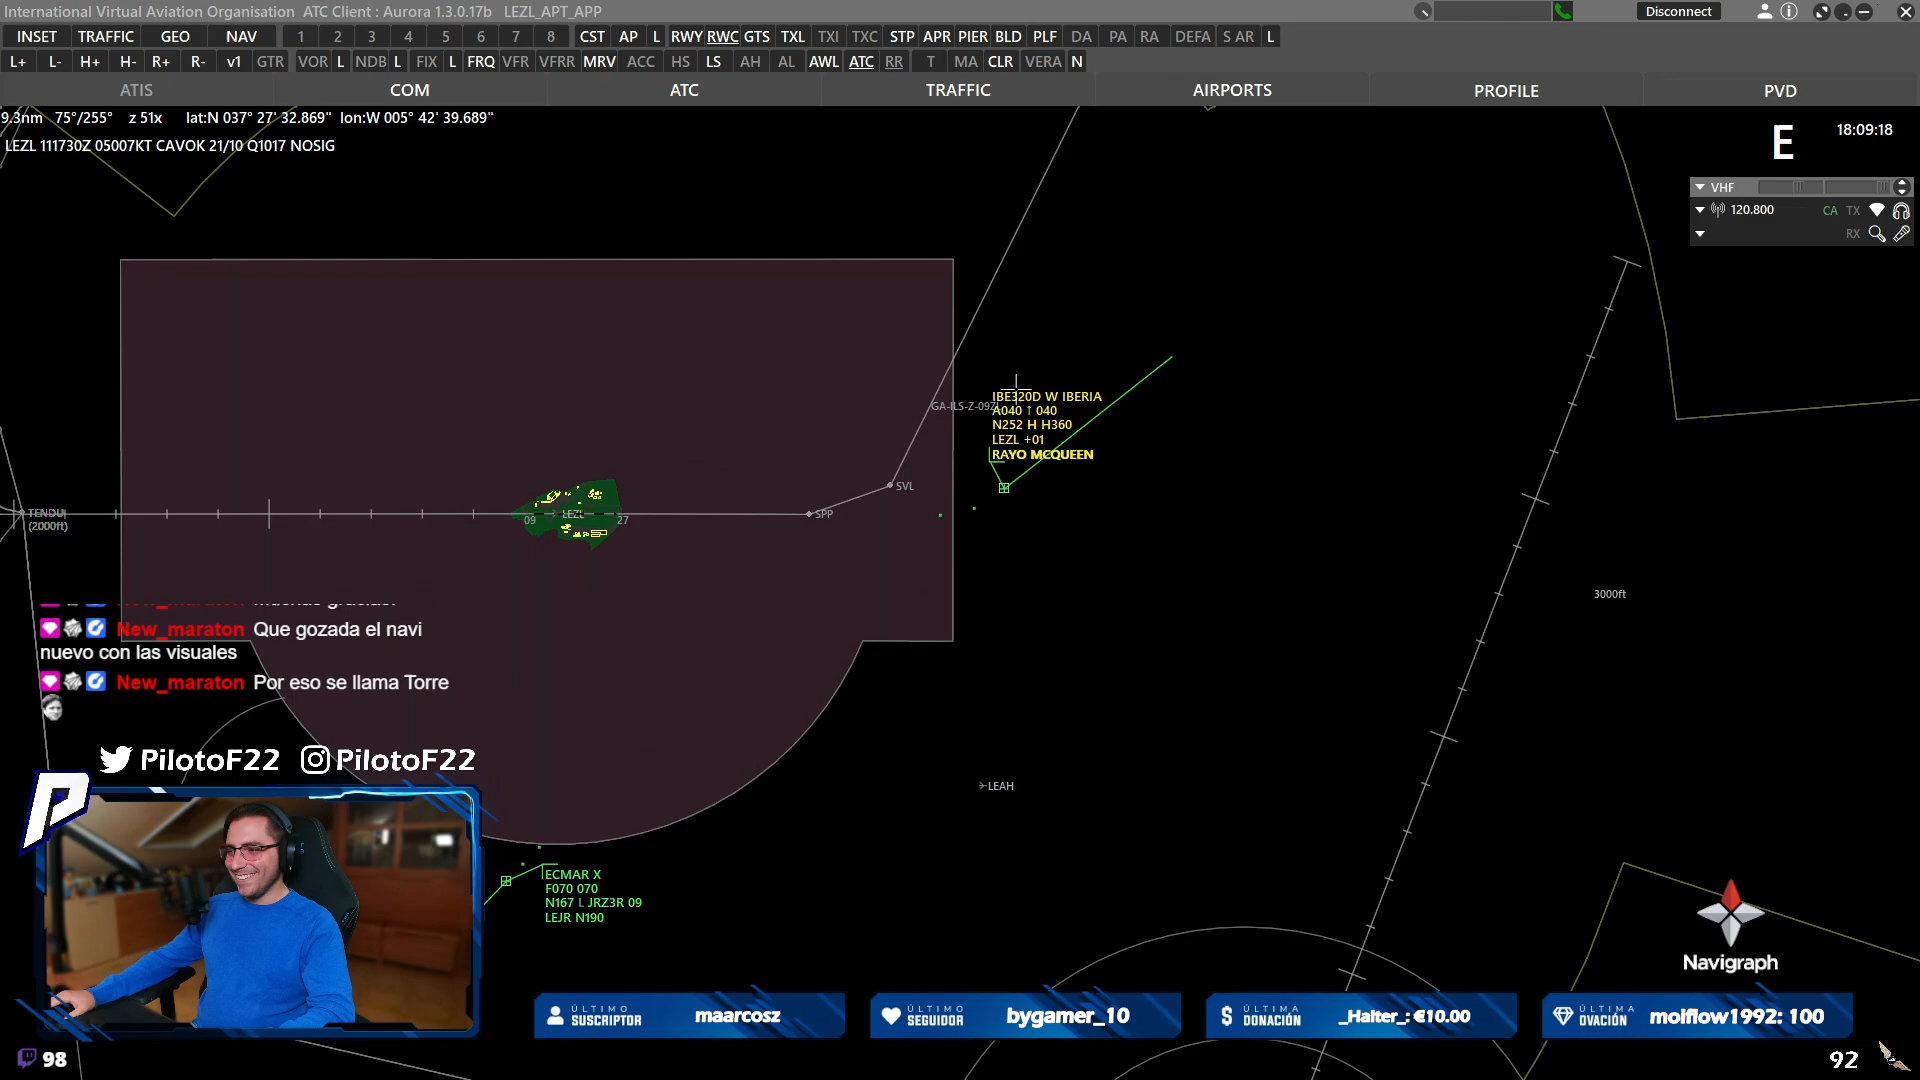 International Virtual Aviation Organisation   ATC Client : Aurora 1.3.0.17b   LEZL_APT_APP
Disconnect
INSET TRAFFIC GEO NAV 1 2 3 4 5 6 7 8 CST AP L RWY RWC GTS TXL TXI TXC STP APR PIER BLD PLF DA PA RA DEFA S AR L
L+ L- H+ H- R+ R- v1 GTR VOR L NDB L FIX L FRQ VFR VFRR MRV ACC HS LS AH AL AWL ATC RR T MA CLR VERA N
ATIS COM ATC TRAFFIC AIRPORTS PROFILE PVD
9.3nm 75°/255° z 51x lat:N 037° 27' 32.869" lon:W 005° 42' 39.689"
LEZL 111730Z 05007KT CAVOK 21/10 Q1017 NOSIG
E
18:09:18
VHF
120.800 CA TX
RX
GA-ILS-Z-09Z
IBE320D W IBERIA
A040 ↑ 040
N252 H H360
LEZL +01
RAYO MCQUEEN
SVL
SPP
TENDU
(2000ft)
09
LEZL
27
3000ft
New_maraton Que gozada el navi
nuevo con las visuales
New_maraton Por eso se llama Torre
PilotoF22 PilotoF22
P
LEAH
ECMAR X
F070 070
N167 L JRZ3R 09
LEJR N190
Navigraph
ÚLTIMO
SUSCRIPTOR
maarcosz
ÚLTIMO
SEGUIDOR
bygamer_10
$
ÚLTIMA
DONACIÓN
_Halter_: €10.00
ÚLTIMA
OVACIÓN
molflow1992: 100
98
92